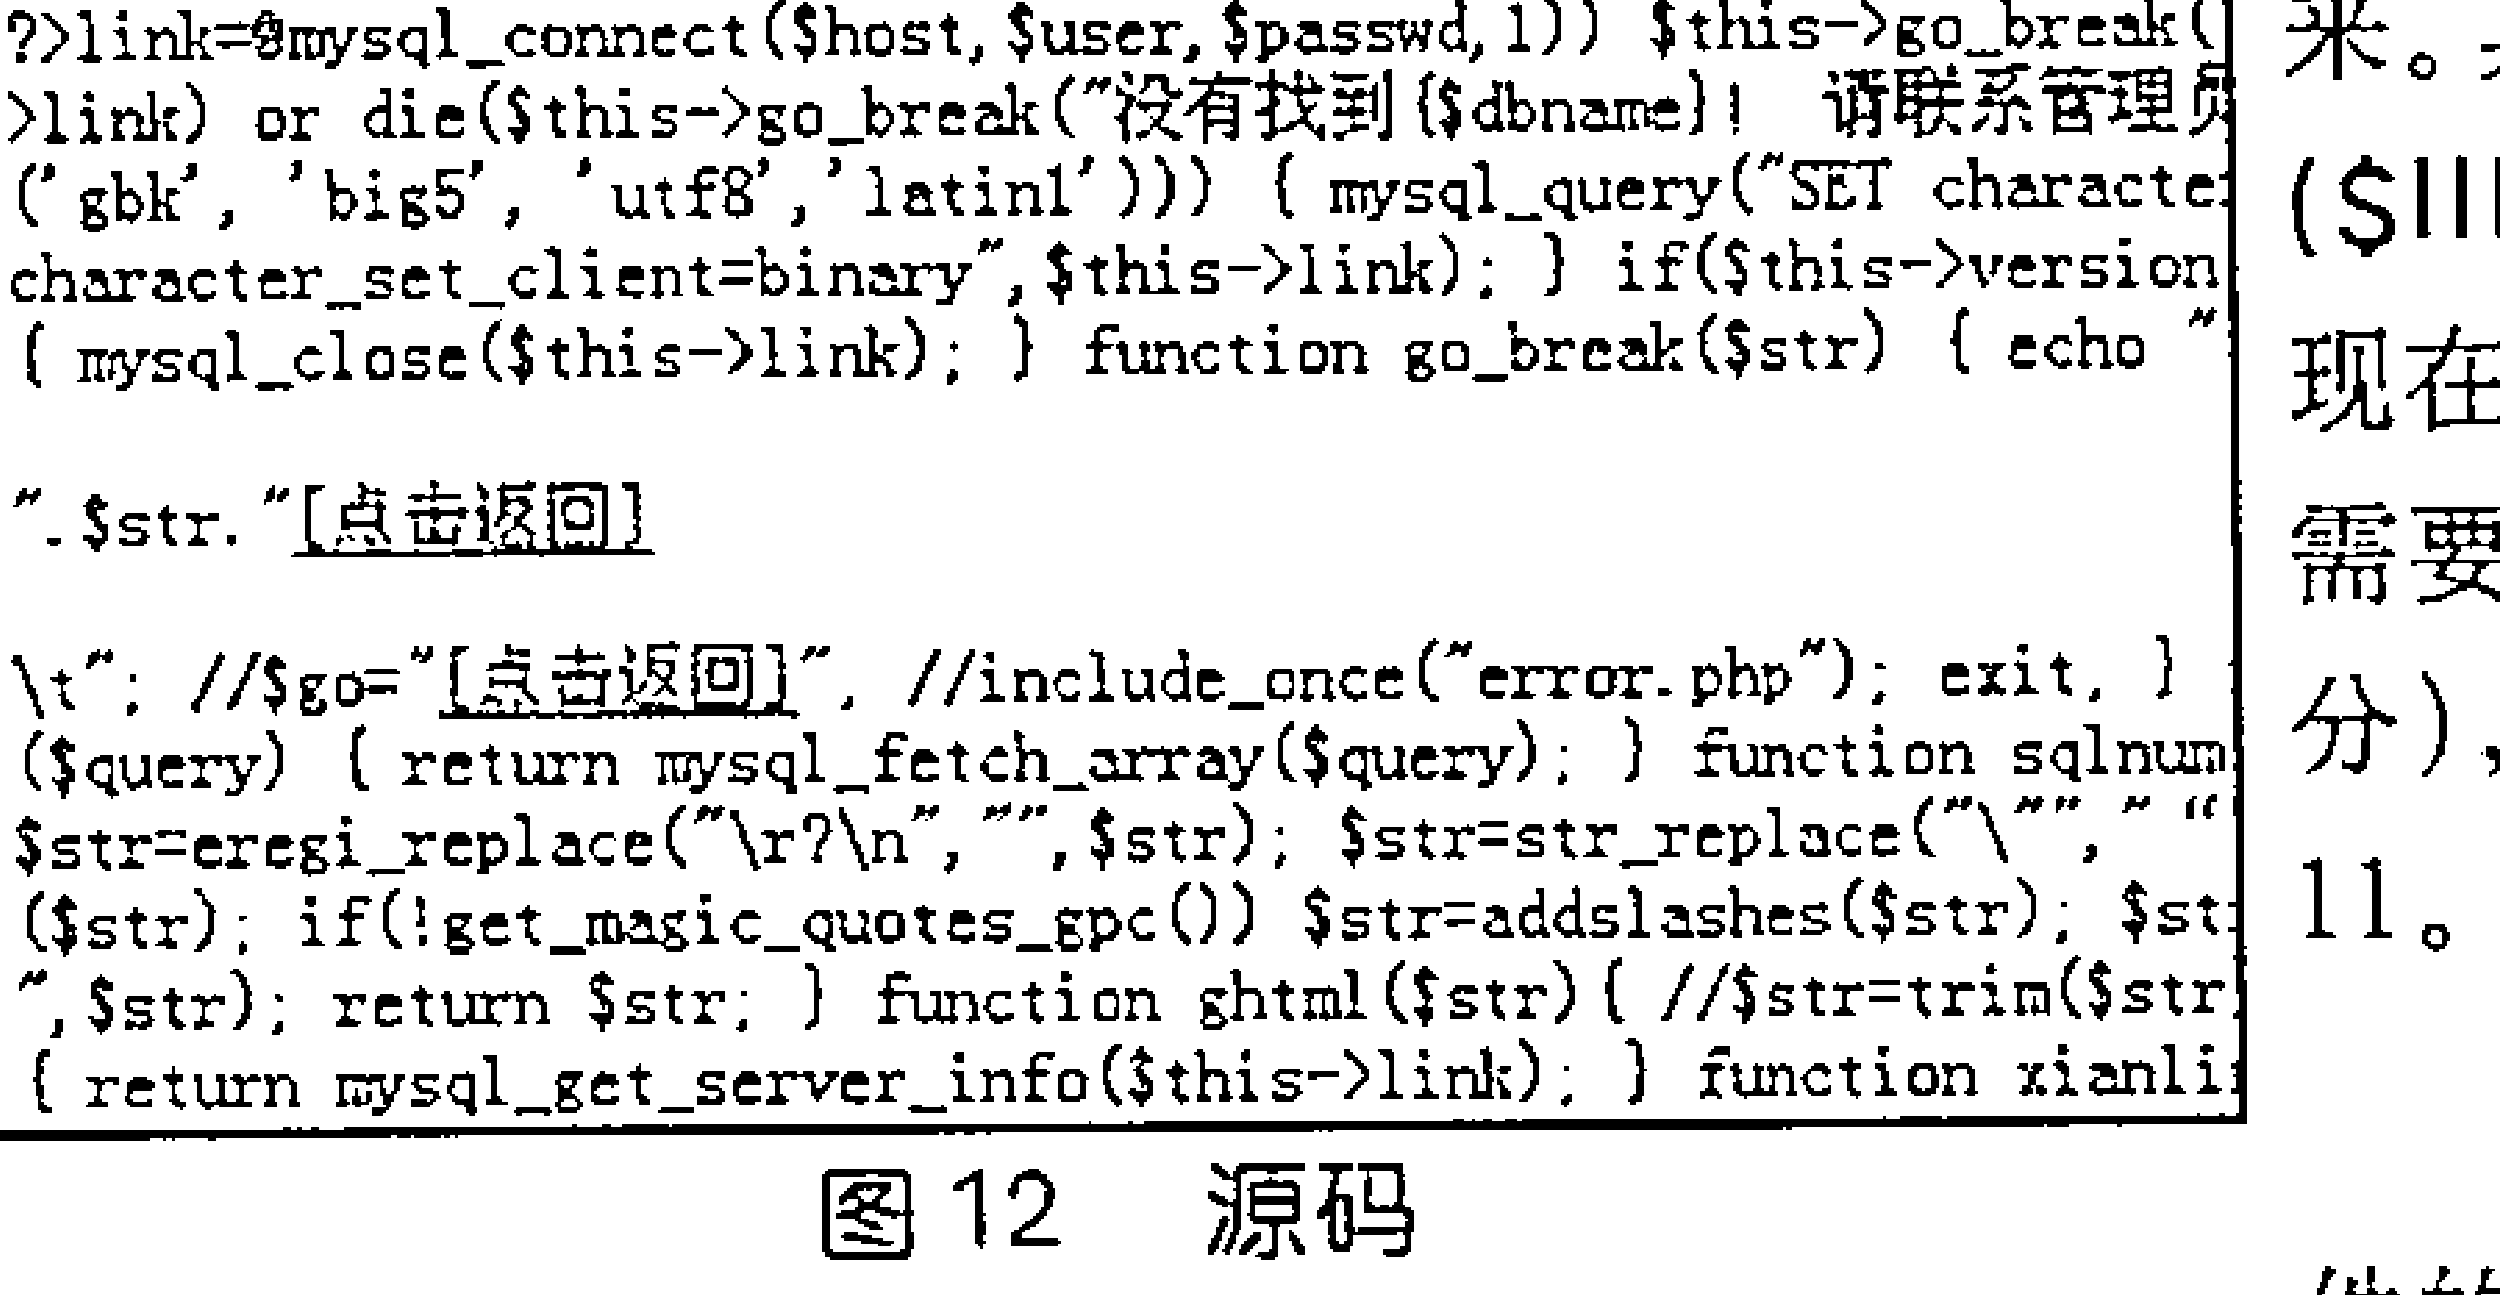 ?>link=@mysql_connect($host,$user,$passwd,1)) $this->go_break(
>link) or die($this->go_break("没有找到{$dbname}! 请联系管理员
('gbk', 'big5', 'utf8','latin1'))) { mysql_query("SET character
character_set_client=binary",$this->link); } if($this->version
{ mysql_close($this->link); } function go_break($str) { echo "
".$str."[点击返回]
\t"; //$go="[点击返回]", //include_once("error.php"); exit, }
($query) { return mysql_fetch_array($query); } function sqlnum
$str=eregi_replace("\r?\n","",$str); $str=str_replace("\"", " “
($str); if(!get_magic_quotes_gpc()) $str=addslashes($str); $st
",$str); return $str; } function ghtml($str){ //$str=trim($str
{ return mysql_get_server_info($this->link); } function xianli
图12 源码
来。
($lll
现在
需要
分),
11。